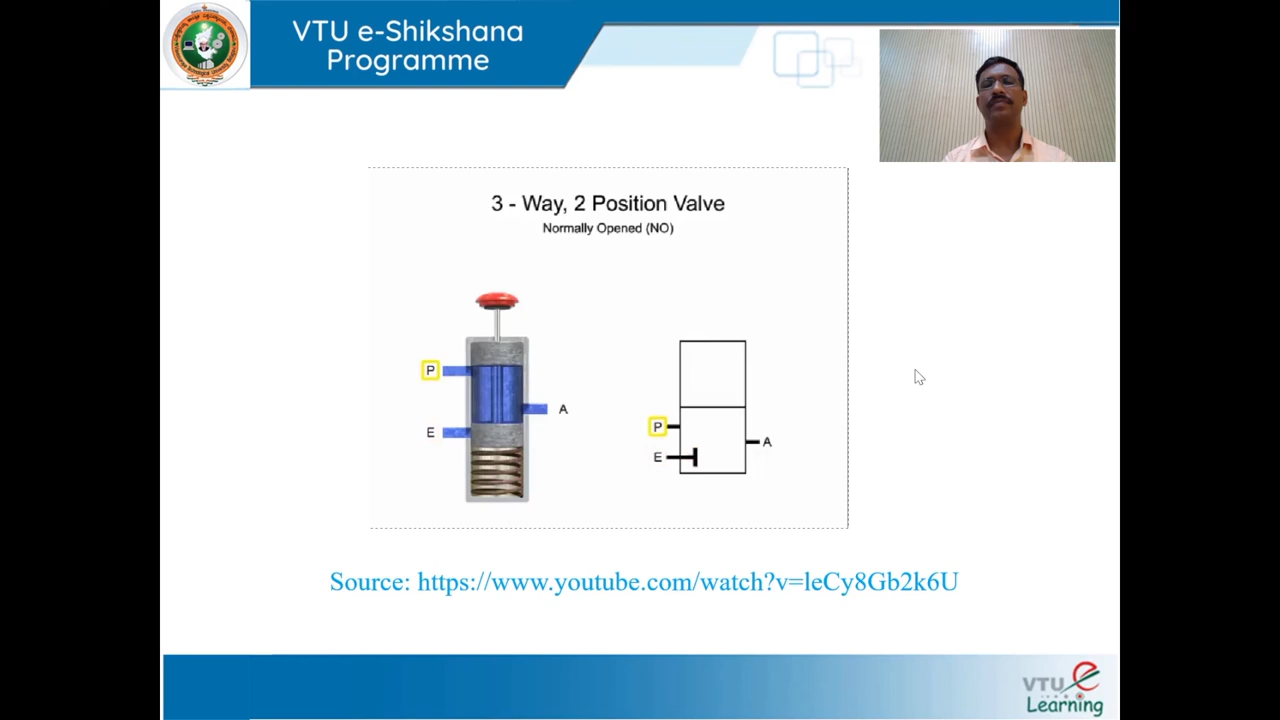 VTU e-Shikshana
Programme
3 - Way, 2 Position Valve
Normally Opened (NO)
P
A
E
P
A
E
Source: https://www.youtube.com/watch?v=leCy8Gb2k6U
VTU e
Learning